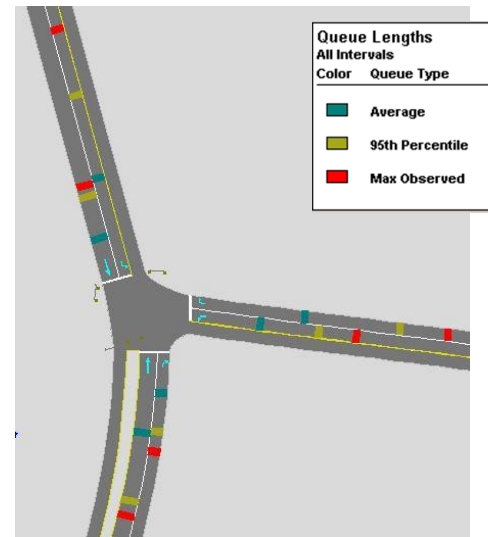 Queue Lengths
All Intervals
Color Queue Type
Average
95th Percentile
Max Observed